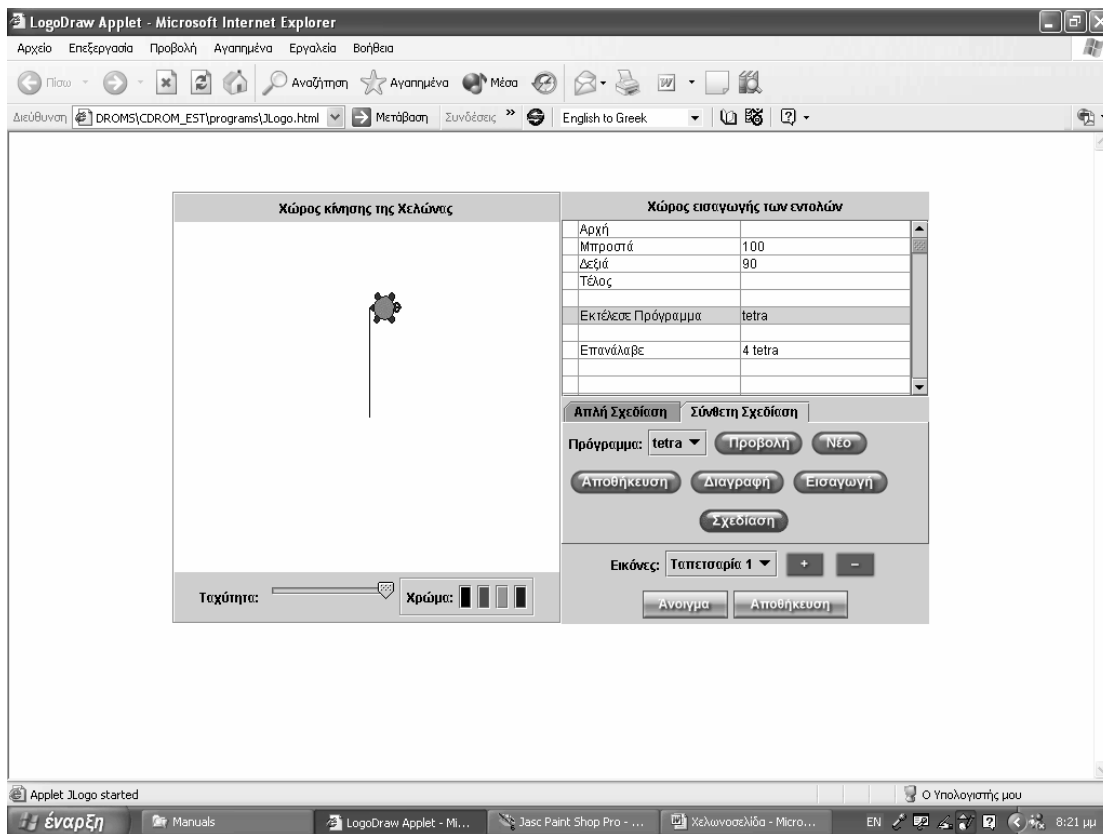 LogoDraw Applet - Microsoft Internet Explorer
Αρχείο Επεξεργασία Προβολή Αγαπημένα Εργαλεία Βοήθεια
Πίσω Αναζήτηση Αγαπημένα Μέσα
Διεύθυνση DROMS\CDROM_EST\programs\JLogo.html Μετάβαση Συνδέσεις » English to Greek
Χώρος κίνησης της Χελώνας
Χώρος εισαγωγής των εντολών
Αρχή
Μπροστά 100
Δεξιά 90
Τέλος
Εκτέλεσε Πρόγραμμα tetra
Επανάλαβε 4 tetra
Απλή Σχεδίαση Σύνθετη Σχεδίαση
Πρόγραμμα: tetra Προβολή Νέο
Αποθήκευση Διαγραφή Εισαγωγή
Σχεδίαση
Εικόνες: Ταπετσαρία 1 + -
Άνοιγμα Αποθήκευση
Ταχύτητα: Χρώμα:
Applet JLogo started Ο Υπολογιστής μου
έναρξη Manuals LogoDraw Applet - Mi... Jasc Paint Shop Pro - ... Χελωνοσελίδα - Micro... EN 8:21 μμ